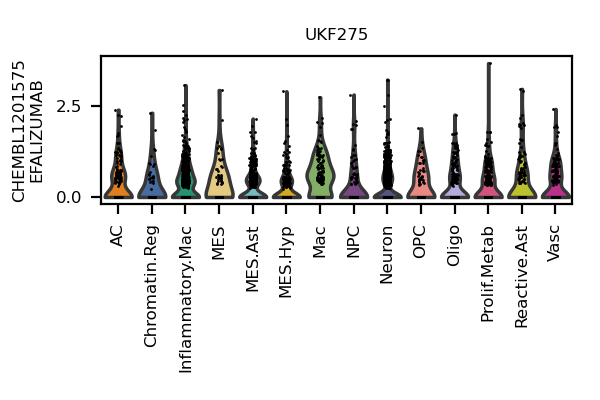 UKF275
CHEMBL1201575
EFALIZUMAB
2.5
0.0
AC
Chromatin.Reg
Inflammatory.Mac
MES
MES.Ast
MES.Hyp
Mac
NPC
Neuron
OPC
Oligo
Prolif.Metab
Reactive.Ast
Vasc